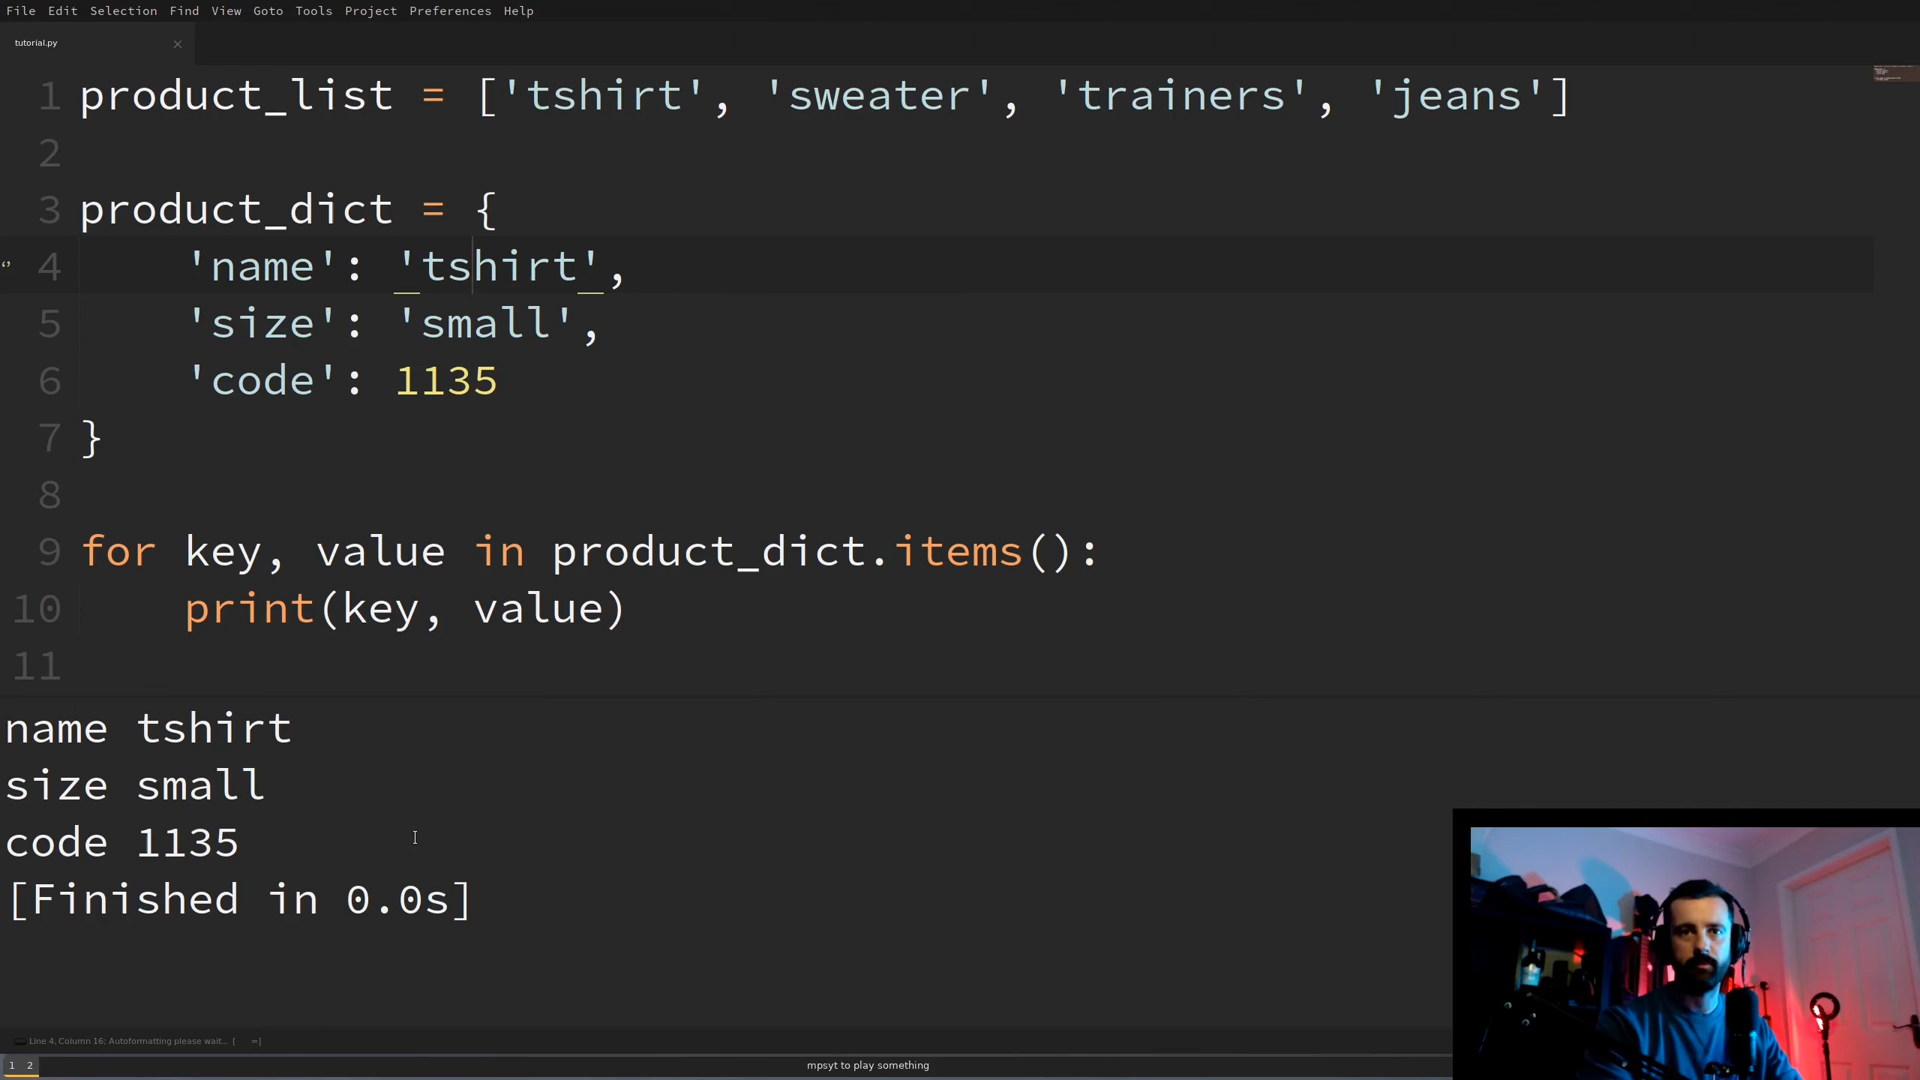 File Edit Selection Find View Goto Tools Project Preferences Help
tutorial.py
1 product_list = ['tshirt', 'sweater', 'trainers', 'jeans']
2
3 product_dict = {
4 'name': 'tshirt',
5 'size': 'small',
6 'code': 1135
7 }
8
9 for key, value in product_dict.items():
10 print(key, value)
11
name tshirt
size small
code 1135
[Finished in 0.0s]
Line 4, Column 16; Autoformatting please wait... [ =]
1 2 mpsyt to play something